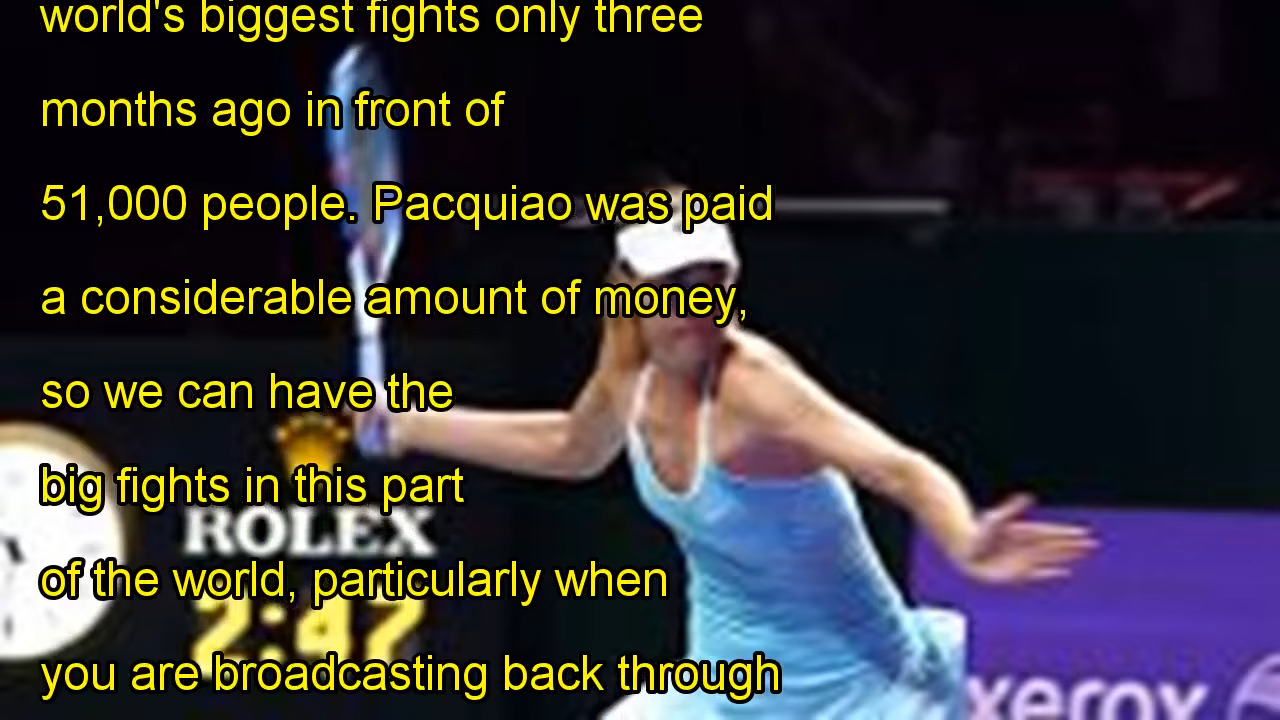 world's biggest fights only three
months ago in front of
51,000 people. Pacquiao was paid
a considerable amount of money,
so we can have the
big fights in this part
ROLEX
of the world, particularly when
2:47
you are broadcasting back through
xerox